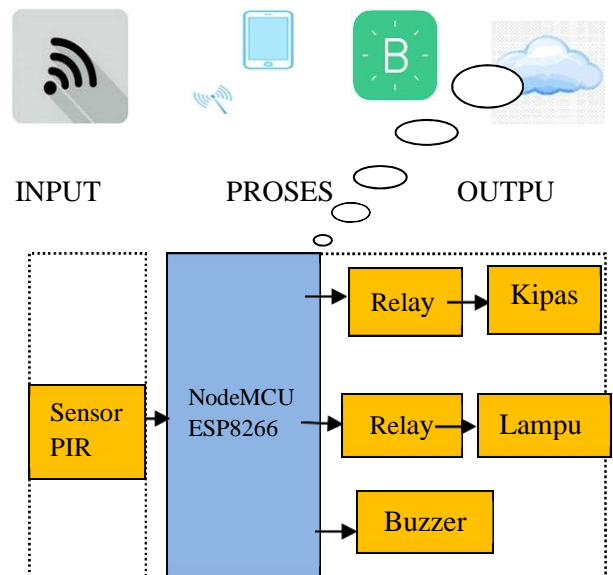 B
INPUT PROSES OUTPU
Relay Kipas
Sensor
PIR
NodeMCU
ESP8266
Relay Lampu
Buzzer